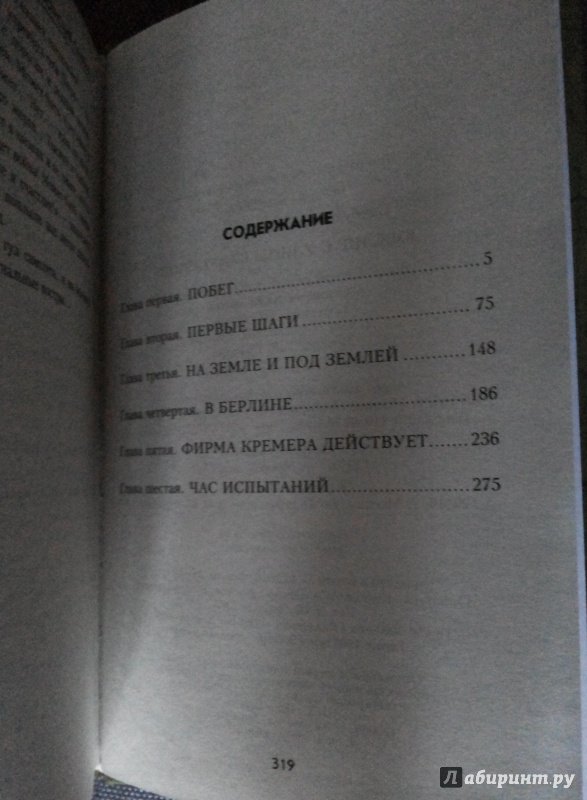 СОДЕРЖАНИЕ
Глава первая. ПОБЕГ.................................5
Глава вторая. ПЕРВЫЕ ШАГИ.........................75
Глава третья. НА ЗЕМЛЕ И ПОД ЗЕМЛЕЙ..........148
Глава четвертая. В БЕРЛИНЕ..........................186
Глава пятая. ФИРМА КРЕМЕРА ДЕЙСТВУЕТ.......236
Глава шестая. ЧАС ИСПЫТАНИЙ.....................275
319
Лабиринт.ру